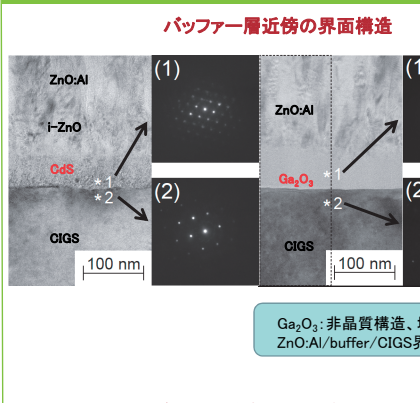 バッファー層近傍の界面構造
ZnO:Al
i-ZnO
CdS
*1
*2
CIGS
100 nm
(1)
(2)
ZnO:Al
Ga₂O₃
*1
*2
CIGS
100 nm
(1
(2
Ga₂O₃:非晶質構造、
ZnO:Al/buffer/CIGS界